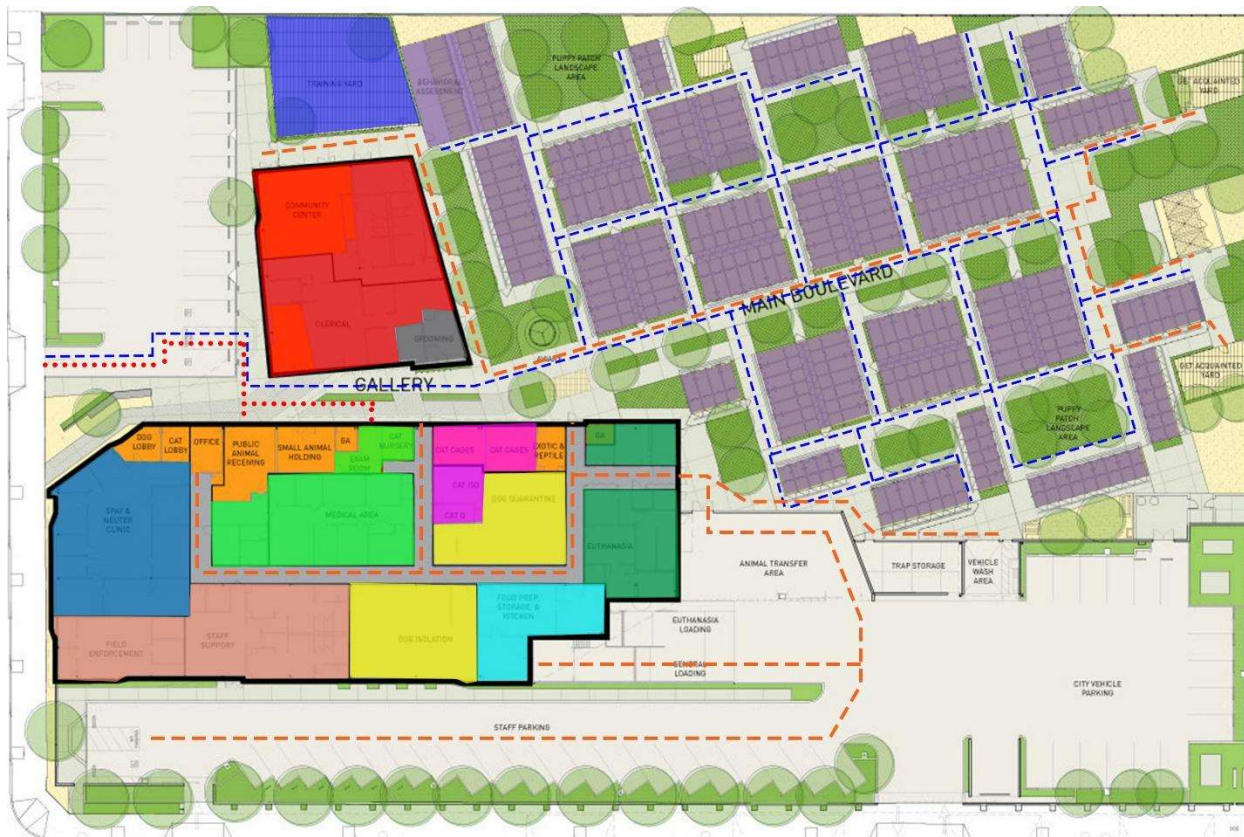 TRAINING YARD
BEHAVIORAL
ASSESEMENT
PUPPY PATCH
LANDSCAPE
AREA
GET ACQUAINTED
YARD
COMMUNITY
CENTER
CLERICAL
GROOMING
MAIN BOULEVARD
GALLERY
GET ACQUAINTED
YARD
PUPPY
PATCH
LANDSCAPE
AREA
DOG
LOBBY
CAT
LOBBY
OFFICE
PUBLIC
ANIMAL
RECEIVING
SMALL ANIMAL
HOLDING
GA
CAT
NURSERY
EXAM
ROOM
CAT CAGES
CAT CAGES
EXOTIC &
REPTILE
GA
SPAY &
NEUTER
CLINIC
MEDICAL AREA
CAT ISO
CAT Q
DOG QUARANTINE
EUTHANASIA
ANIMAL TRANSFER
AREA
TRAP STORAGE
VEHICLE
WASH
AREA
FIELD
ENFORCEMENT
STAFF
SUPPORT
DOG ISOLATION
FOOD PREP,
STORAGE, &
KITCHEN
EUTHANASIA
LOADING
GENERAL
LOADING
CITY VEHICLE
PARKING
STAFF PARKING